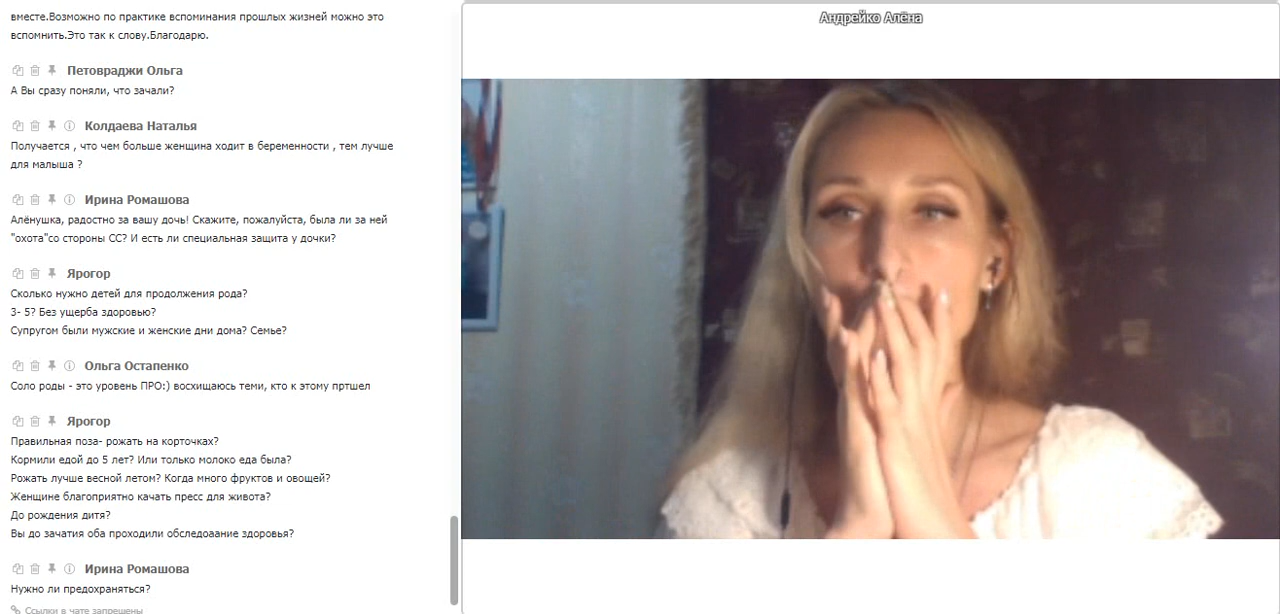 вместе.Возможно по практике вспоминания прошлых жизней можно это
вспомнить.Это так к слову.Благодарю.
Петовраджи Ольга
А Вы сразу поняли, что зачали?
Колдаева Наталья
Получается , что чем больше женщина ходит в беременности , тем лучше
для малыша ?
Ирина Ромашова
Алёнушка, радостно за вашу дочь! Скажите, пожалуйста, была ли за ней
"охота"со стороны СС? И есть ли специальная защита у дочки?
Ярогор
Сколько нужно детей для продолжения рода?
3- 5? Без ущерба здоровью?
Супругом были мужские и женские дни дома? Семье?
Ольга Остапенко
Соло роды - это уровень ПРО:) восхищаюсь теми, кто к этому пртшел
Ярогор
Правильная поза- рожать на корточках?
Кормили едой до 5 лет? Или только молоко еда была?
Рожать лучше весной летом? Когда много фруктов и овощей?
Женщине благоприятно качать пресс для живота?
До рождения дитя?
Вы до зачатия оба проходили обследоаание здоровья?
Ирина Ромашова
Нужно ли предохраняться?
Ссылки в чате запрещены
Андрейко Алёна